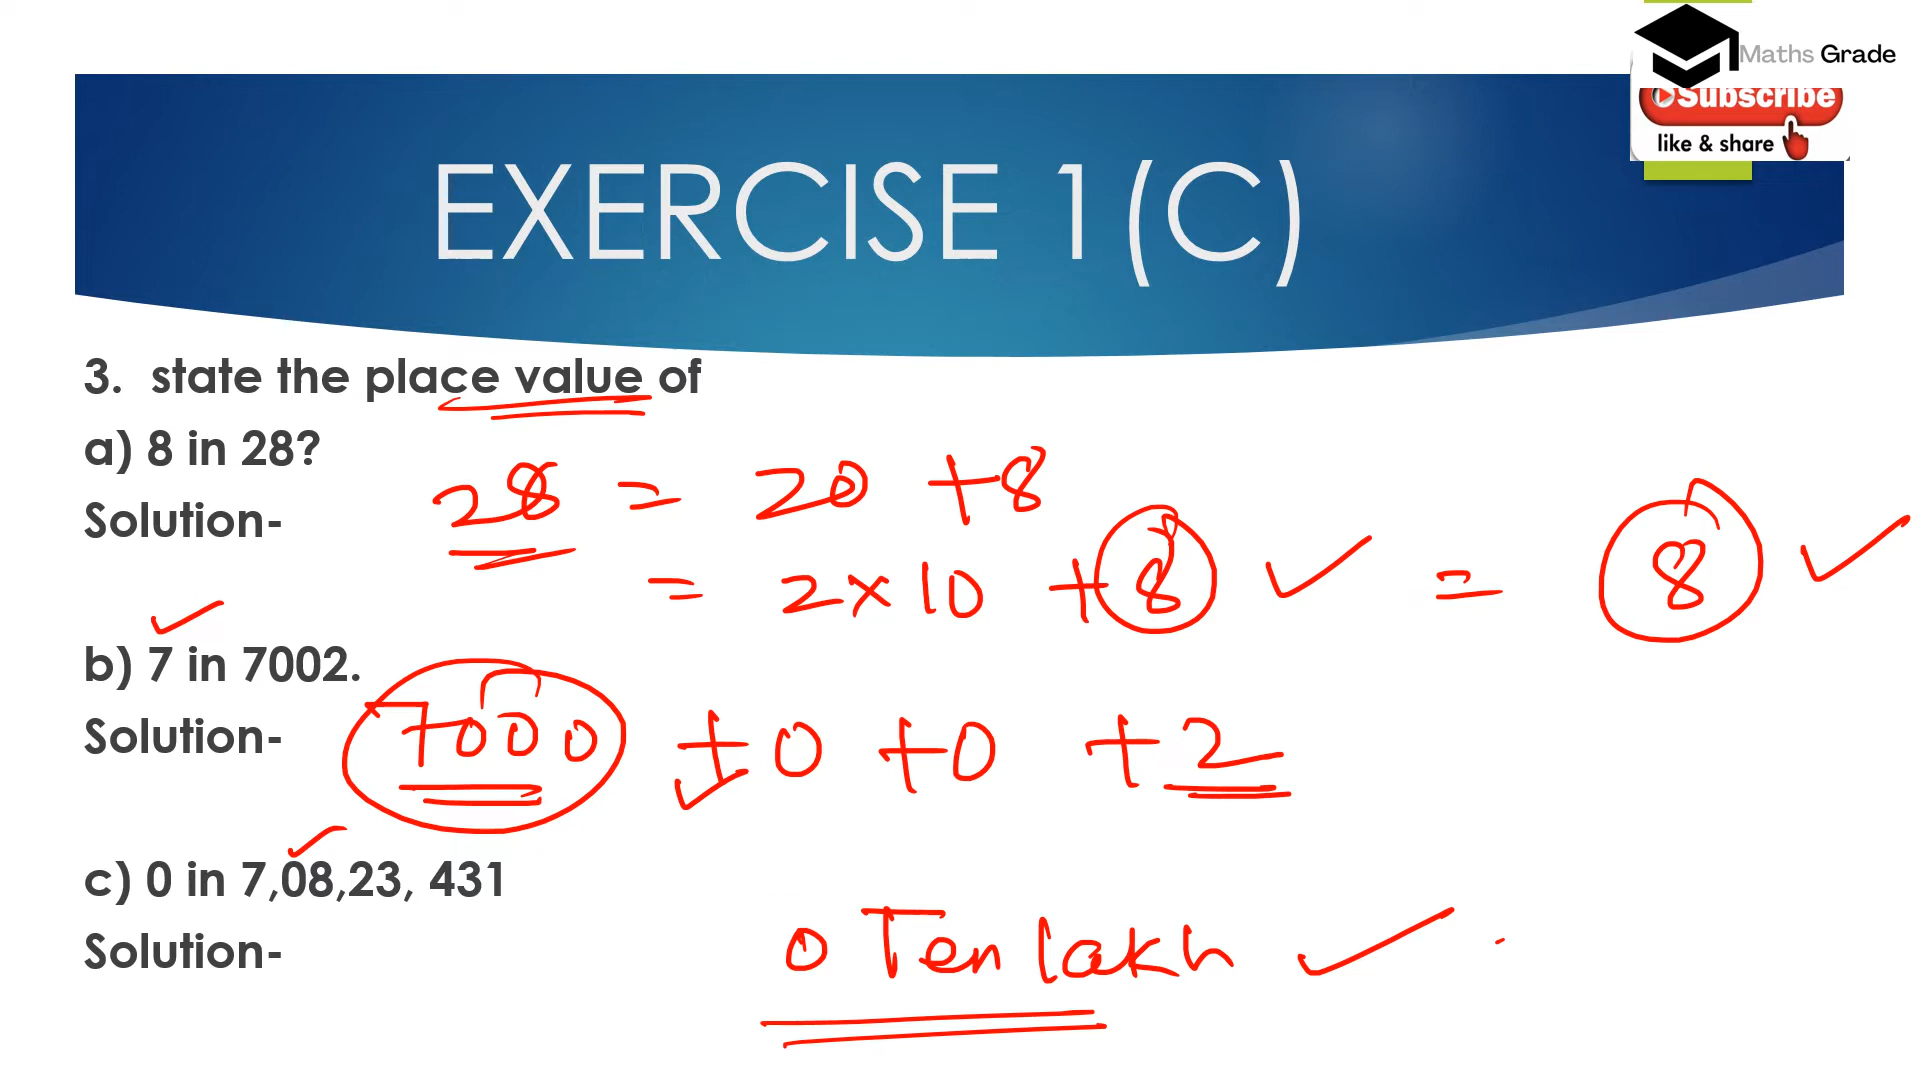 Maths Grade
Subscribe
like & share
EXERCISE 1(C)
3. state the place value of
a) 8 in 28?
28 = 20 +8
Solution-
= 2×10 +8 = 8
b) 7 in 7002.
Solution- 7000 +0 +0 +2
c) 0 in 7,08,23, 431
Solution- 0 Ten lakh